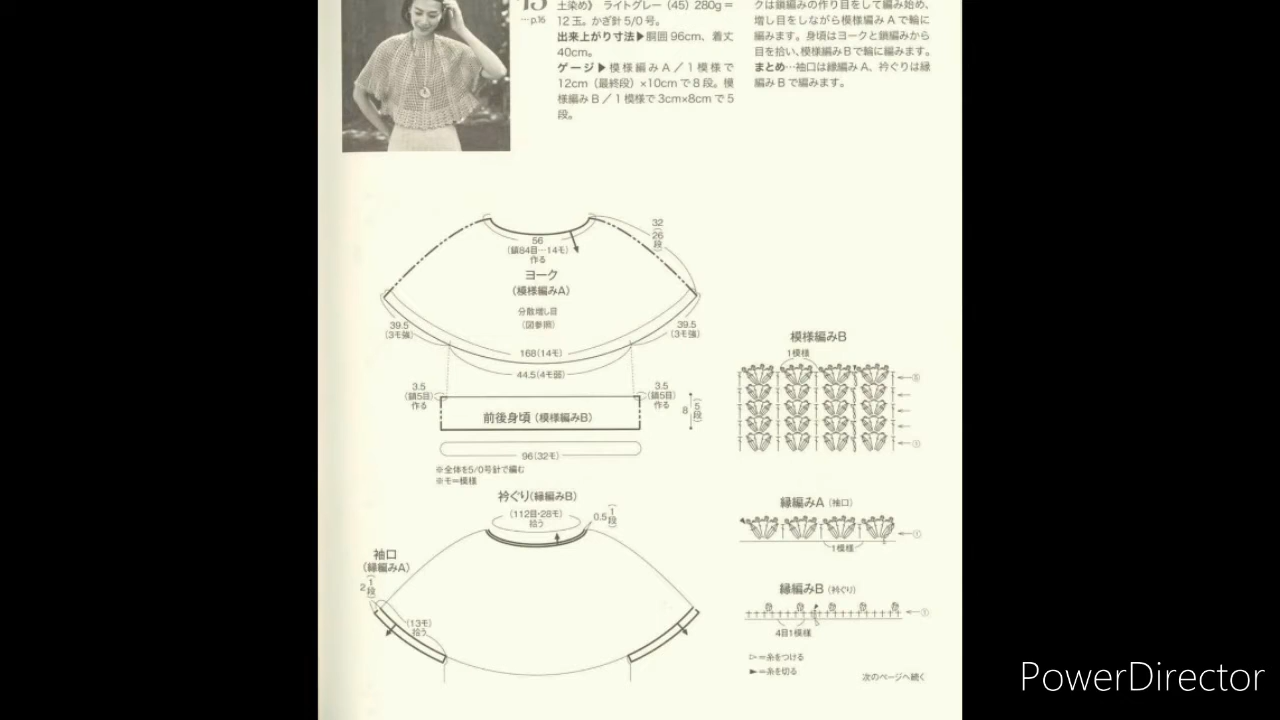 15
…p.16
土染め》 ライトグレー（45）280g＝
12玉。かぎ針 5/0 号。
出来上がり寸法▶胴囲 96cm、着丈
40cm。
ゲージ▶模様編みA／1模様で
12cm（最終段）×10cmで8段。模
様編みB／1模様で3cm×8cmで5
段。
クは鎖編みの作り目をして編み始め、
増し目をしながら模様編みAで輪に
編みます。身頃はヨークと鎖編みから
目を拾い、模様編みBで輪に編みます。
まとめ…袖口は縁編みA、衿ぐりは縁
編みBで編みます。
56
（鎖84目…14モ）
作る
32
（26段）
ヨーク
（模様編みA）
分散増し目
（図参照）
39.5
（3モ強）
39.5
（3モ強）
168（14モ）
44.5（4モ弱）
3.5
（鎖5目）
作る
3.5
（鎖5目）
作る
前後身頃（模様編みB）
8（5段）
96（32モ）
※全体を5/0号針で編む
※モ＝模様
模様編みB
1模様
⑤
①
衿ぐり（縁編みB）
（112目・28モ）
拾う
0.5（1段）
袖口
（縁編みA）
2（1段）
（13モ）
拾う
縁編みA（袖口）
①
1模様
縁編みB（衿ぐり）
①
4目1模様
▷＝糸をつける
►＝糸を切る
次のページへ続く
PowerDirector